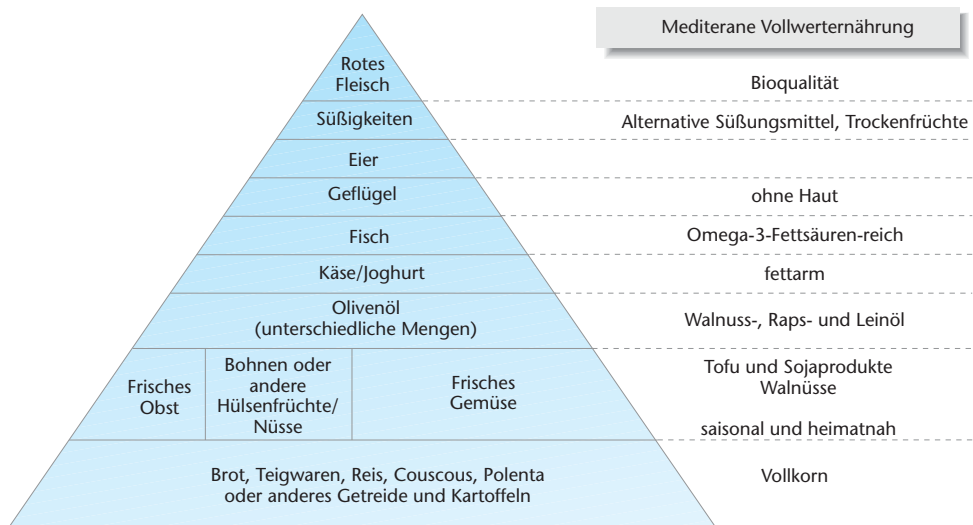 Mediterane Vollwerternährung
Rotes
Fleisch
Bioqualität
Süßigkeiten
Alternative Süßungsmittel, Trockenfrüchte
Eier
Geflügel
ohne Haut
Fisch
Omega-3-Fettsäuren-reich
Käse/Joghurt
fettarm
Olivenöl
(unterschiedliche Mengen)
Walnuss-, Raps- und Leinöl
Frisches
Obst
Bohnen oder
andere
Hülsenfrüchte/
Nüsse
Frisches
Gemüse
Tofu und Sojaprodukte
Walnüsse
saisonal und heimatnah
Brot, Teigwaren, Reis, Couscous, Polenta
oder anderes Getreide und Kartoffeln
Vollkorn